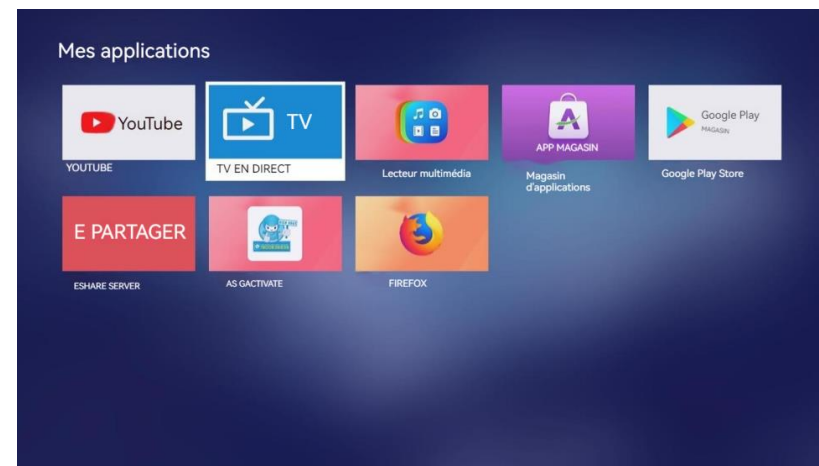 Mes applications
YouTube
TV
APP MAGASIN
Google Play
MAGASIN
YOUTUBE
TV EN DIRECT
Lecteur multimédia
Magasin
d'applications
Google Play Store
E PARTAGER
ESHARE SERVER
AS GACTIVATE
FIREFOX